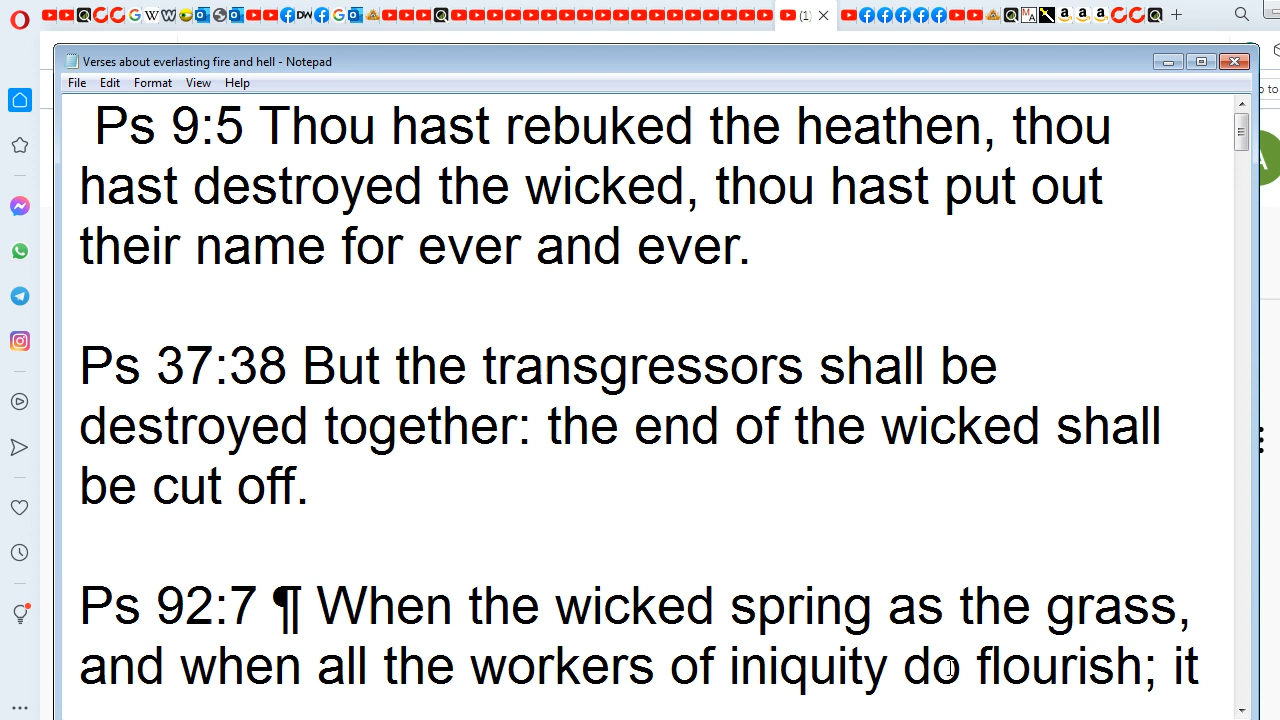 (1)
Verses about everlasting fire and hell - Notepad
File Edit Format View Help
Ps 9:5 Thou hast rebuked the heathen, thou
hast destroyed the wicked, thou hast put out
their name for ever and ever.
Ps 37:38 But the transgressors shall be
destroyed together: the end of the wicked shall
be cut off.
Ps 92:7 ¶ When the wicked spring as the grass,
and when all the workers of iniquity do flourish; it
p to
A